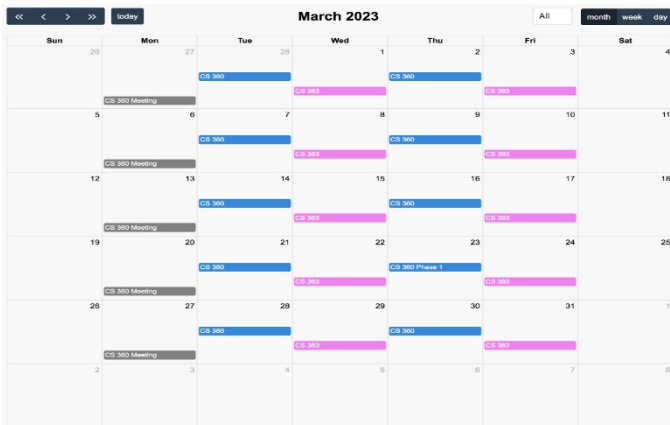 « < > » today March 2023 All month week day
Sun Mon Tue Wed Thu Fri Sat
26 27 28 1 2 3 4
CS 360 CS 360
CS 383 CS 383
CS 360 Meeting
5 6 7 8 9 10 11
CS 360 CS 360
CS 383 CS 383
CS 360 Meeting
12 13 14 15 16 17 18
CS 360 CS 360
CS 383 CS 383
CS 360 Meeting
19 20 21 22 23 24 25
CS 360 CS 360 Phase 1
CS 383 CS 383
CS 360 Meeting
26 27 28 29 30 31 1
CS 360 CS 360
CS 383 CS 383
CS 360 Meeting
2 3 4 5 6 7 8